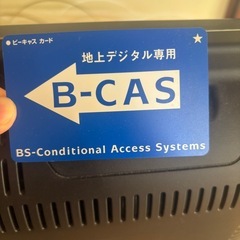 ● ビーキャス カード ★
地上デジタル専用
B-CAS
BS-Conditional Access Systems